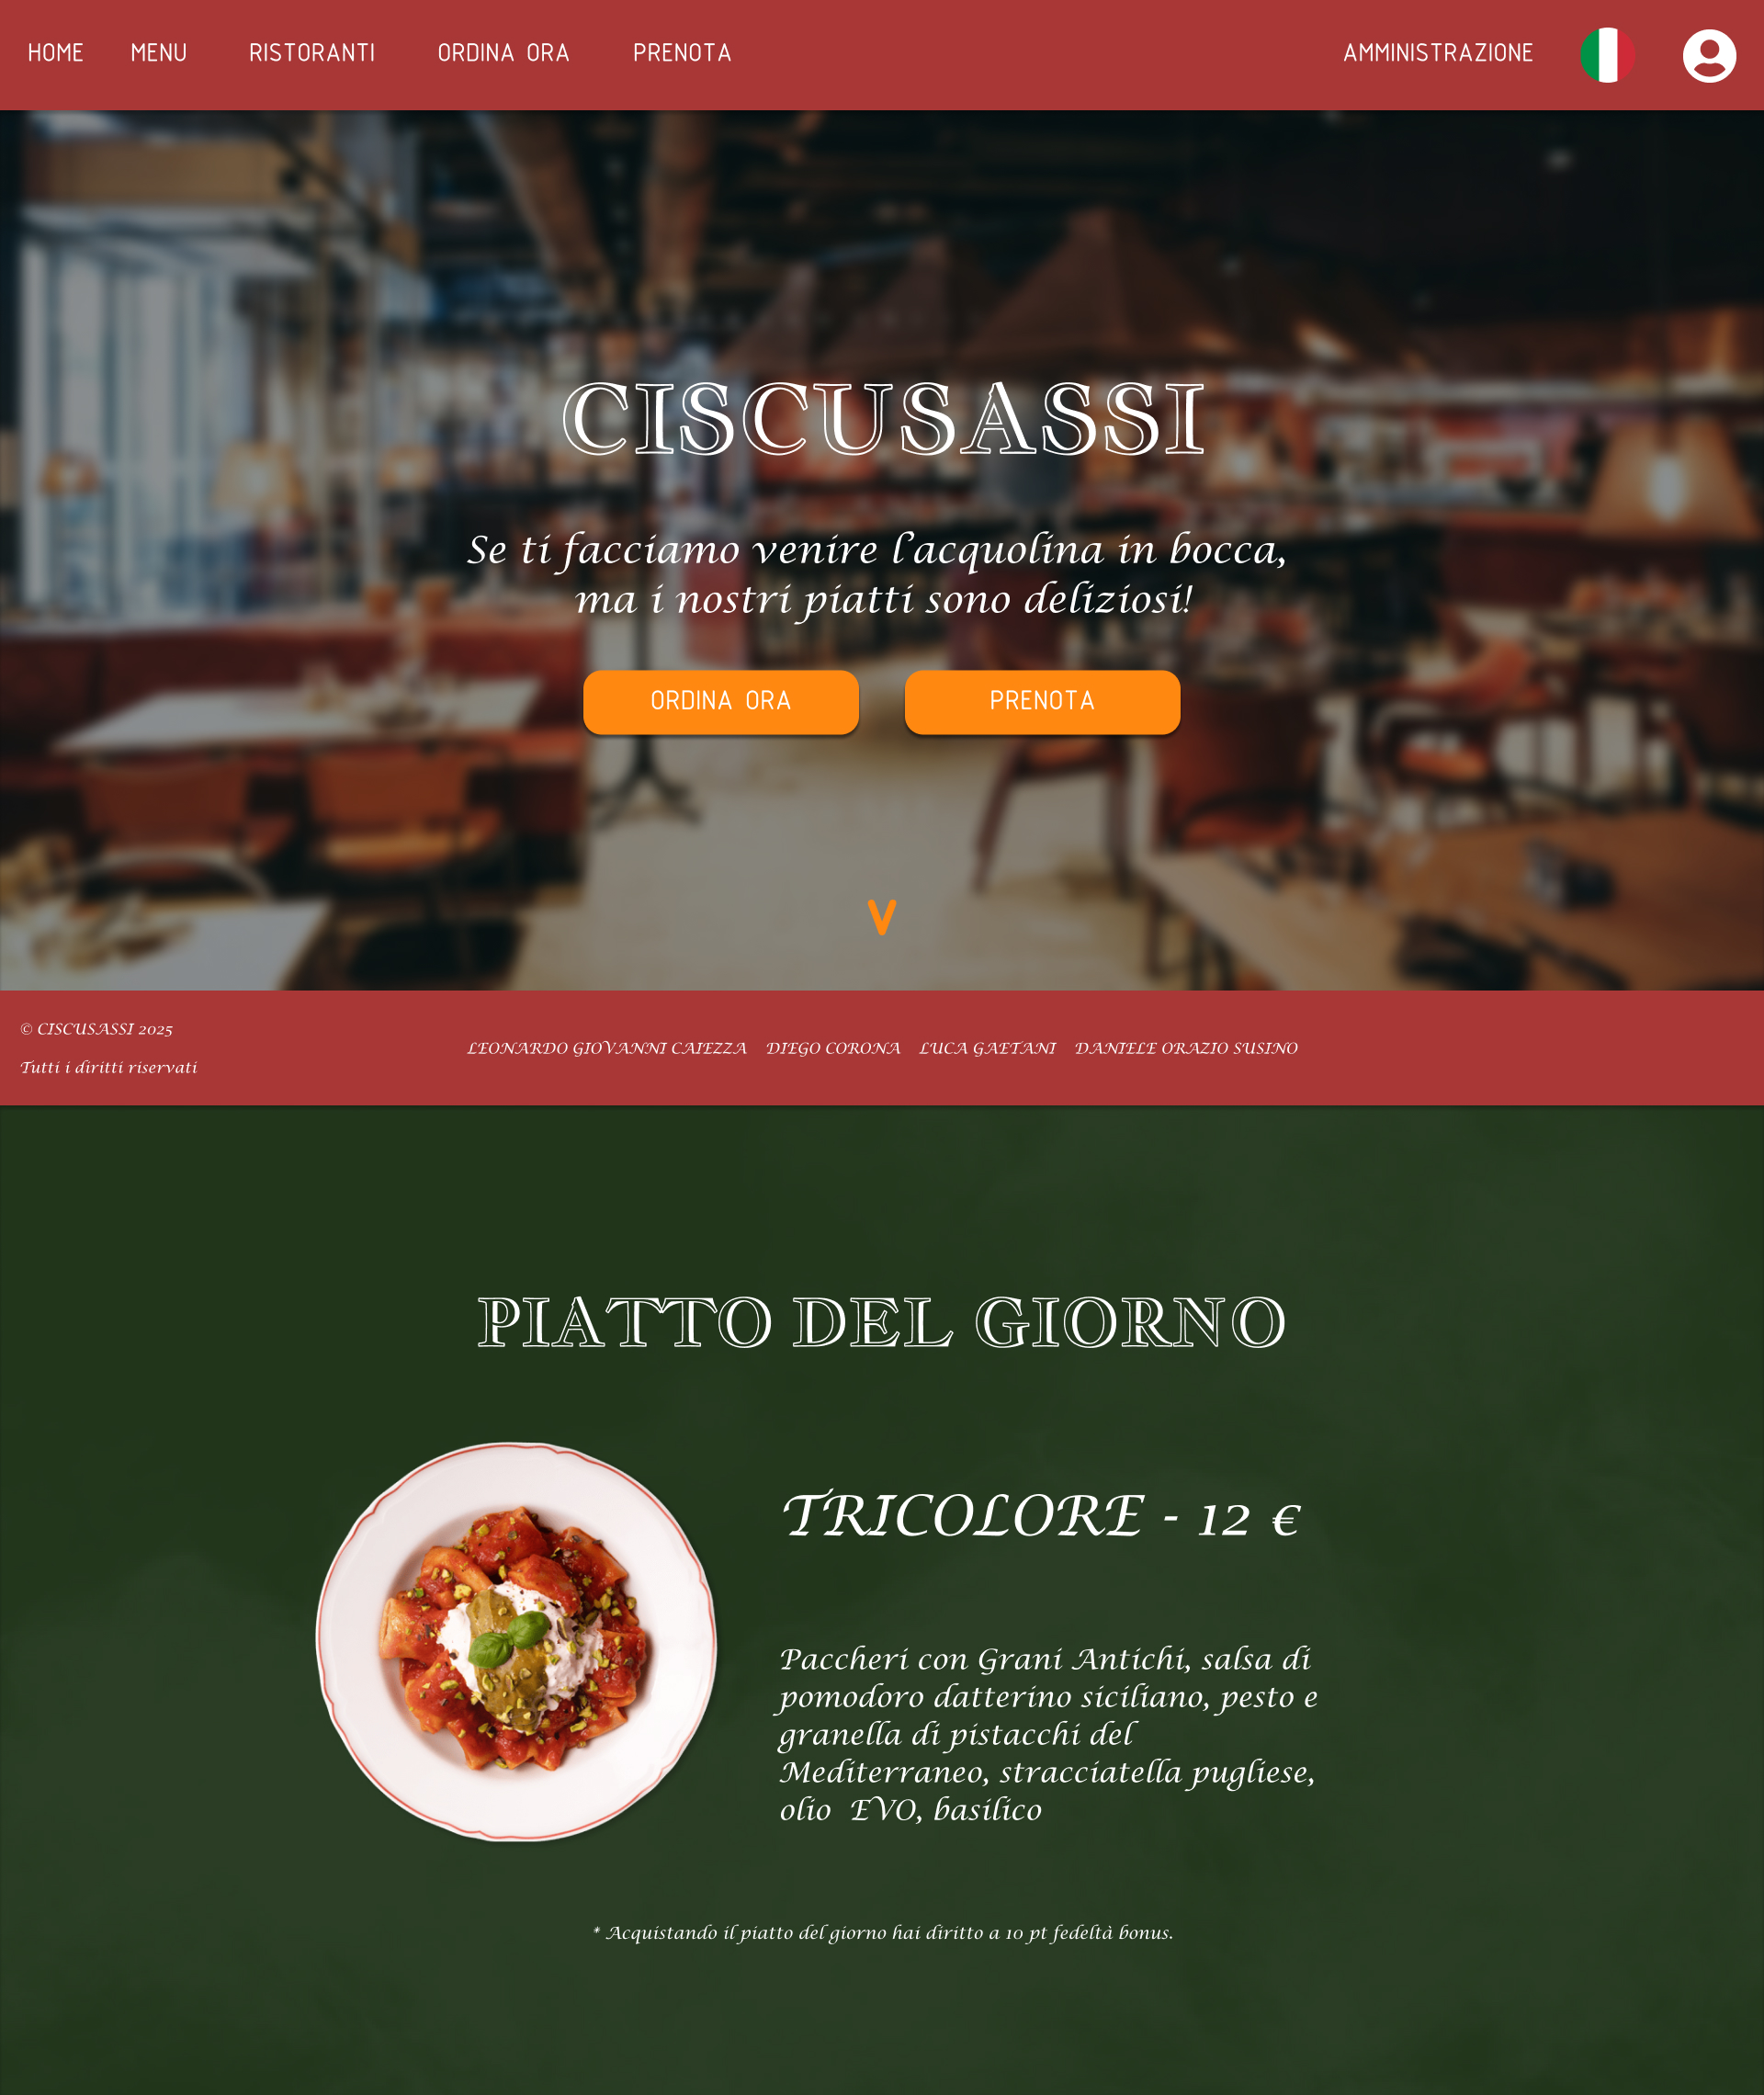 HOME MENU RISTORANTI ORDINA ORA PRENOTA AMMINISTRAZIONE
CISCUSASSI
Se ti facciamo venire l'acquolina in bocca,
ma i nostri piatti sono deliziosi!
ORDINA ORA PRENOTA
© CISCUSASSI 2025
Tutti i diritti riservati
LEONARDO GIOVANNI CAIEZZA DIEGO CORONA LUCA GAETANI DANIELE ORAZIO SUSINO
PIATTO DEL GIORNO
TRICOLORE - 12 €
Paccheri con Grani Antichi, salsa di
pomodoro datterino siciliano, pesto e
granella di pistacchi del
Mediterraneo, stracciatella pugliese,
olio EVO, basilico
* Acquistando il piatto del giorno hai diritto a 10 pt fedeltà bonus.